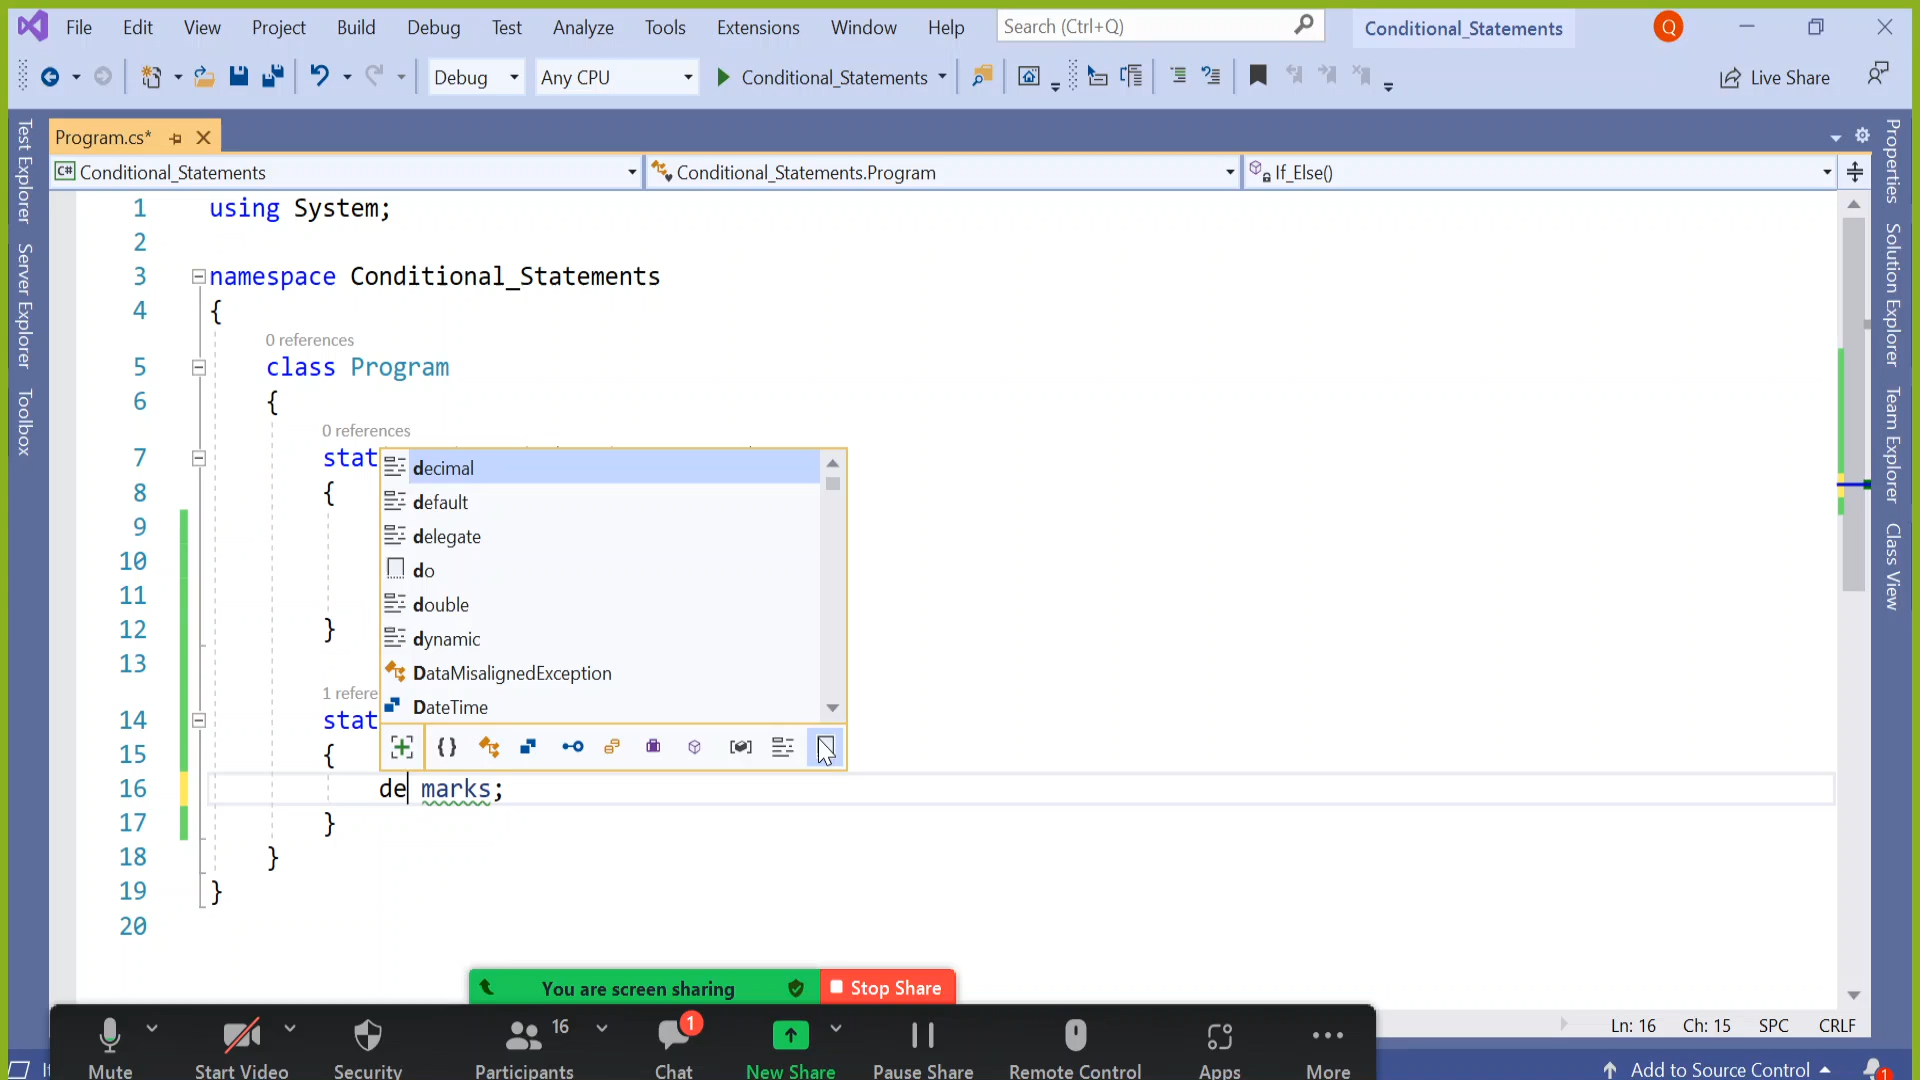 File Edit View Project Build Debug Test Analyze Tools Extensions Window Help Search (Ctrl+Q) Conditional_Statements Q
Debug Any CPU Conditional_Statements Live Share
Program.cs*
C# Conditional_Statements Conditional_Statements.Program If_Else()
Test Explorer
Server Explorer
Toolbox
Properties
Solution Explorer
Team Explorer
Class View
1 using System;
2
3 namespace Conditional_Statements
4 {
0 references
5 class Program
6 {
0 references
7 stat
8 {
9
10
11
12 }
13
1 refere
14 stat
15 {
16 de marks;
17 }
18 }
19 }
20
decimal
default
delegate
do
double
dynamic
DataMisalignedException
DateTime
You are screen sharing Stop Share
Ln: 16 Ch: 15 SPC CRLF
16 1
Mute Start Video Security Participants Chat New Share Pause Share Remote Control Apps More
Add to Source Control 1